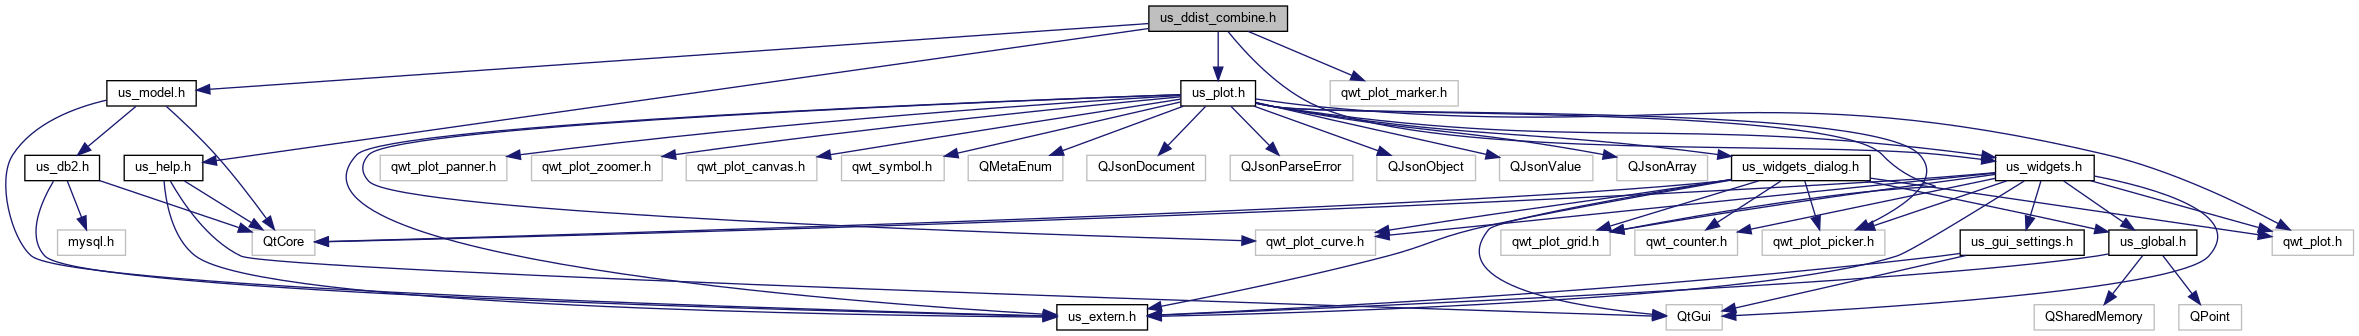 us_ddist_combine.h
us_model.h
us_plot.h
qwt_plot_marker.h
us_db2.h
us_help.h
qwt_plot_panner.h
qwt_plot_zoomer.h
qwt_plot_canvas.h
qwt_symbol.h
QMetaEnum
QJsonDocument
QJsonParseError
QJsonObject
QJsonValue
QJsonArray
us_widgets_dialog.h
us_widgets.h
mysql.h
QtCore
qwt_plot_curve.h
qwt_plot_grid.h
qwt_counter.h
qwt_plot_picker.h
us_gui_settings.h
us_global.h
qwt_plot.h
us_extern.h
QtGui
QSharedMemory
QPoint